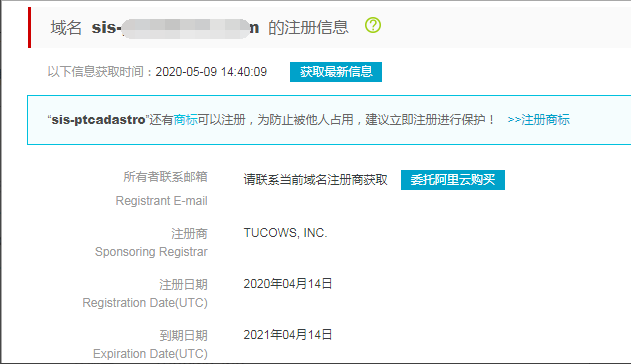 域名 sis- m 的注册信息
以下信息获取时间：2020-05-09 14:40:09 获取最新信息
“sis-ptcadastro”还有商标可以注册，为防止被他人占用，建议立即注册进行保护！ >>注册商标
所有者联系邮箱 请联系当前域名注册商获取 委托阿里云购买
Registrant E-mail
注册商 TUCOWS, INC.
Sponsoring Registrar
注册日期 2020年04月14日
Registration Date(UTC)
到期日期 2021年04月14日
Expiration Date(UTC)